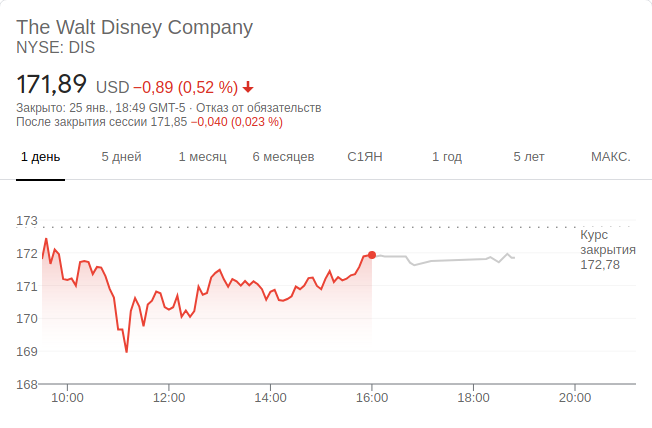 The Walt Disney Company
NYSE: DIS
171,89 USD −0,89 (0,52 %)
Закрыто: 25 янв., 18:49 GMT-5 · Отказ от обязательств
После закрытия сессии 171,85 −0,040 (0,023 %)
1 день 5 дней 1 месяц 6 месяцев С1ЯН 1 год 5 лет МАКС.
173
Курс
закрытия
172,78
172
171
170
169
168
10:00 12:00 14:00 16:00 18:00 20:00